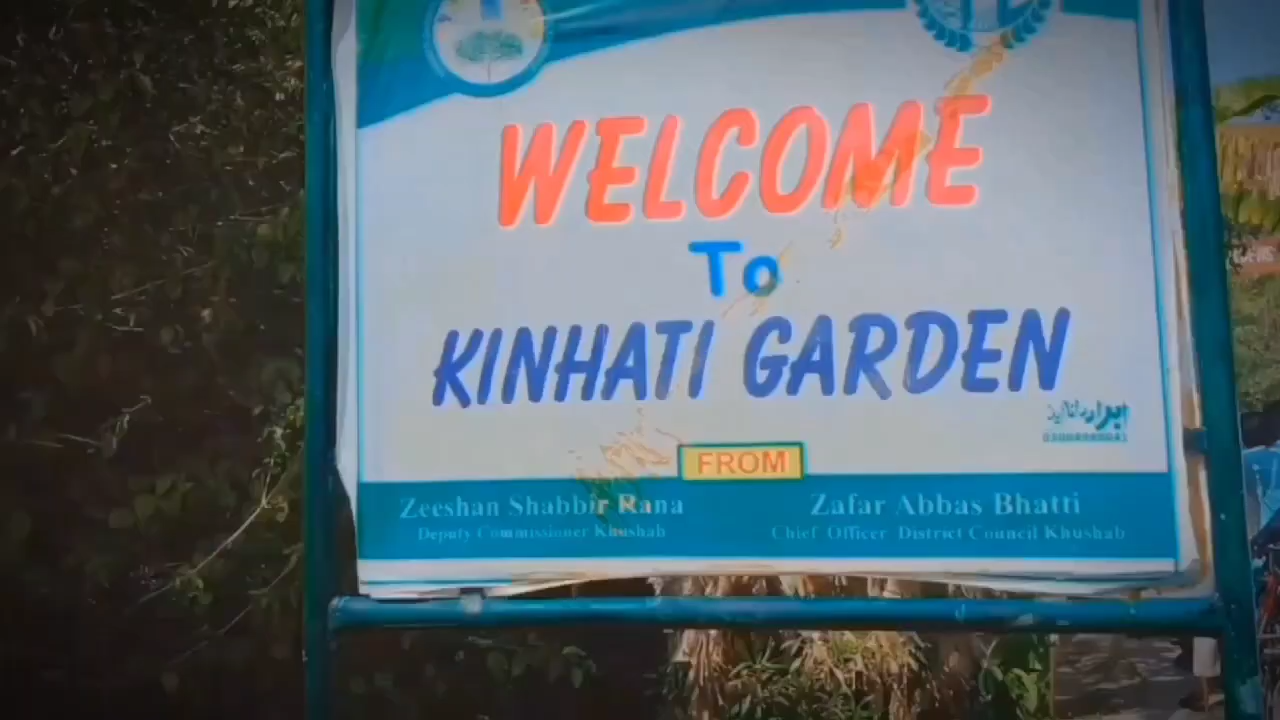 WELCOME
To
KINHATI GARDEN
ابرار
FROM
Zeeshan Shabbir Rana
Zafar Abbas Bhatti
Deputy Commissioner Khushab
Chief Officer District Council Khushab